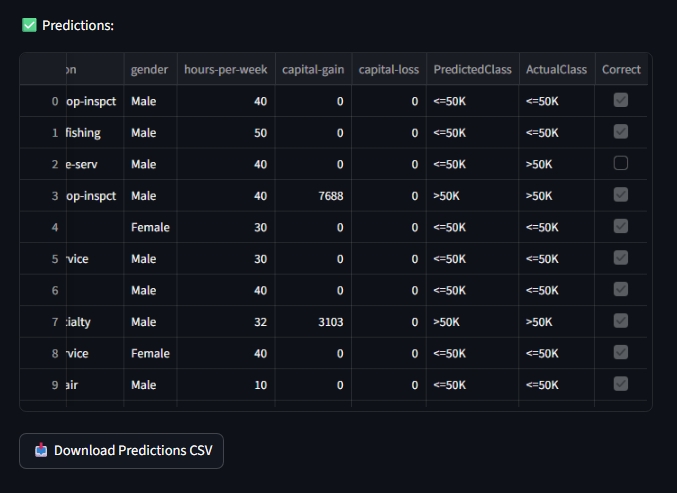 Predictions:
on gender hours-per-week capital-gain capital-loss PredictedClass ActualClass Correct
0 op-inspct Male 40 0 0 <=50K <=50K
1 fishing Male 50 0 0 <=50K <=50K
2 e-serv Male 40 0 0 <=50K >50K
3 op-inspct Male 40 7688 0 >50K >50K
4 Female 30 0 0 <=50K <=50K
5 rvice Male 30 0 0 <=50K <=50K
6 Male 40 0 0 <=50K <=50K
7 ialty Male 32 3103 0 >50K >50K
8 rvice Female 40 0 0 <=50K <=50K
9 air Male 10 0 0 <=50K <=50K
Download Predictions CSV